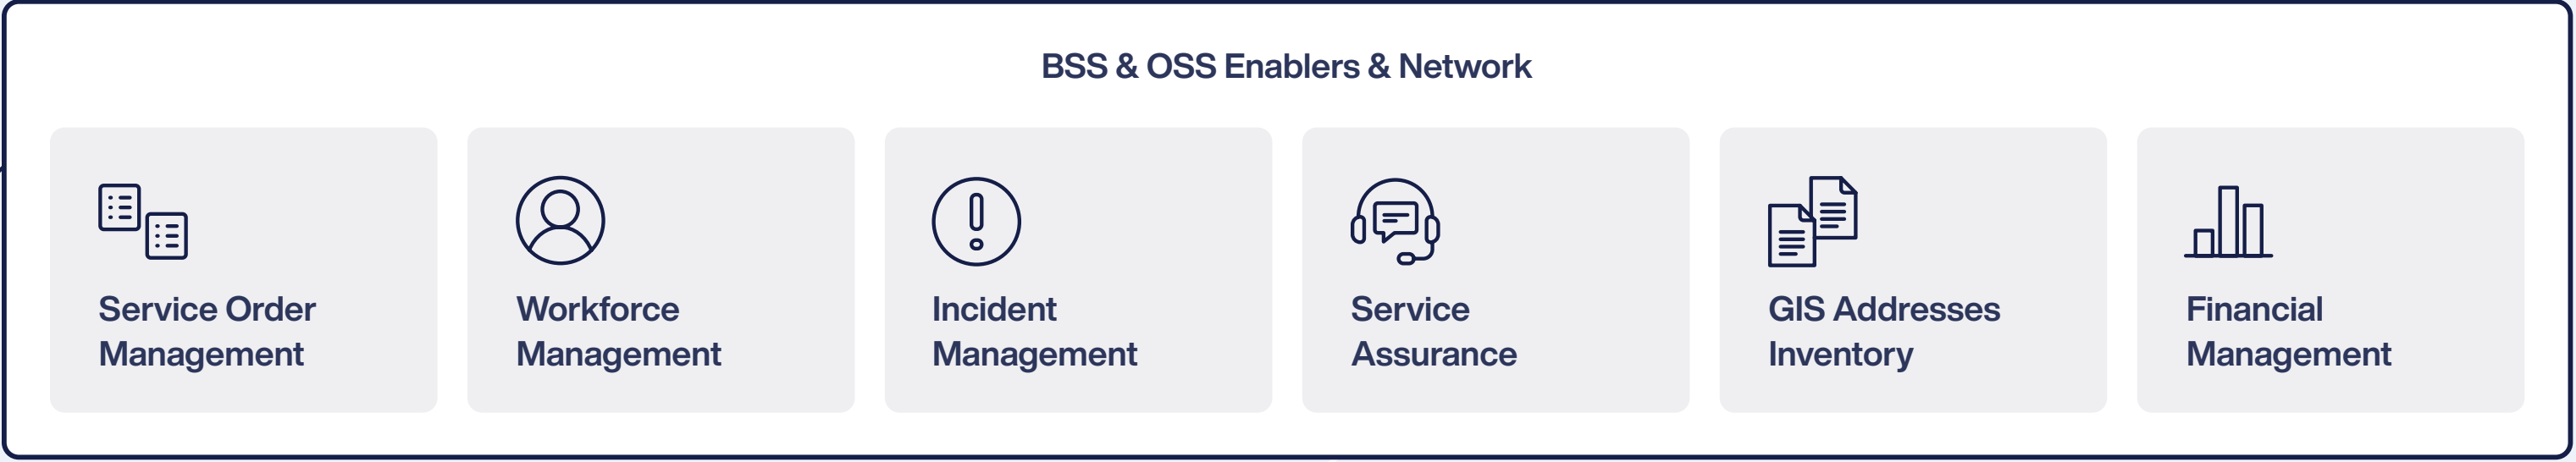 BSS & OSS Enablers & Network
Service Order
Management
Workforce
Management
Incident
Management
Service
Assurance
GIS Addresses
Inventory
Financial
Management